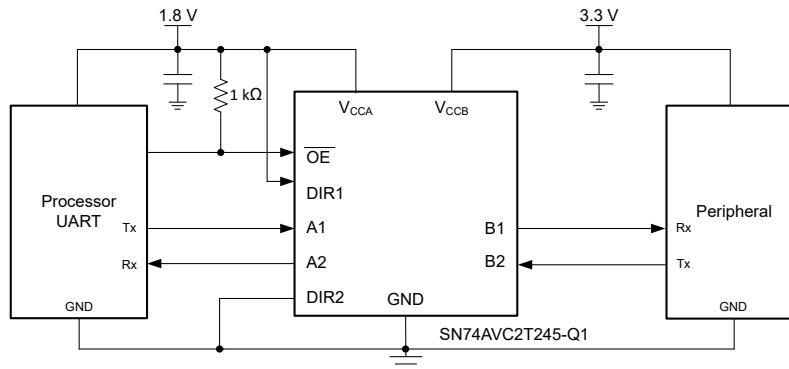 1.8 V
3.3 V
1 kΩ
VCCA
VCCB
OE
DIR1
Processor
UART
Peripheral
Tx
A1
B1
Rx
Rx
A2
B2
Tx
DIR2
GND
GND
GND
SN74AVC2T245-Q1